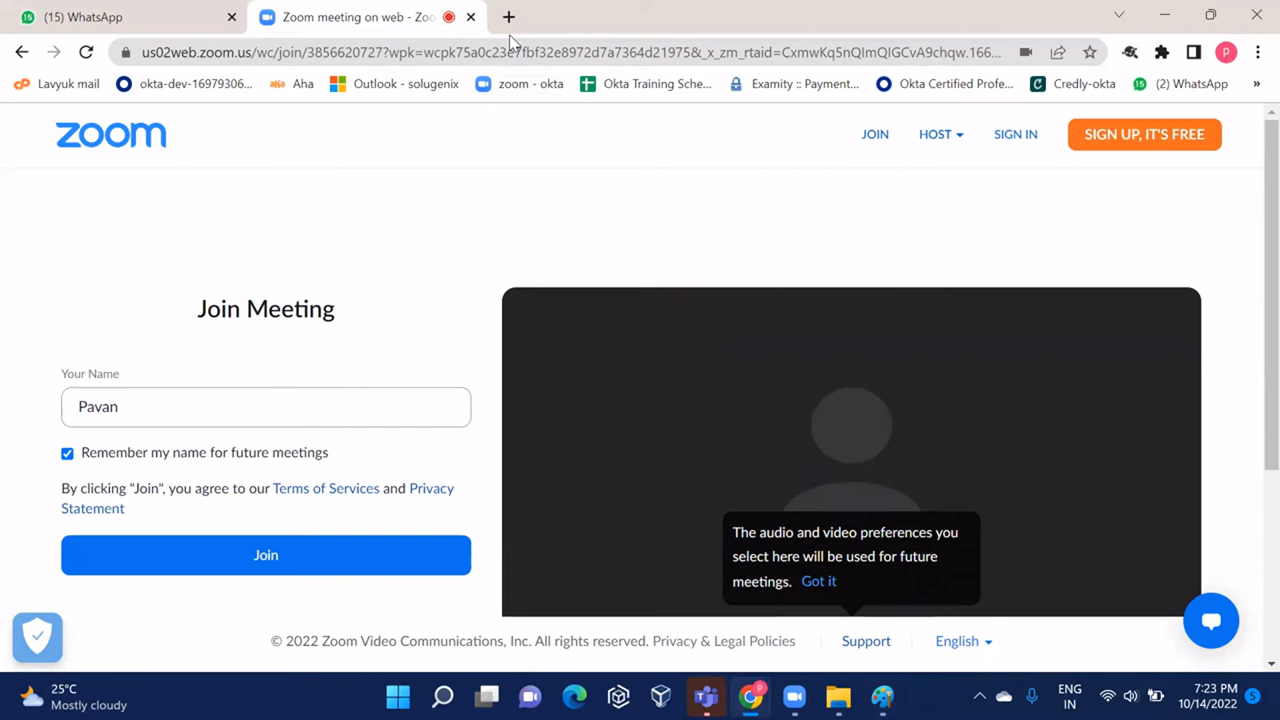 (15) WhatsApp
Zoom meeting on web - Zoo
us02web.zoom.us/wc/join/3856620727?wpk=
Lavyuk mail
okta-dev-16979306...
Aha
Outlook - solugenix
zoom - okta
Okta Training Sche...
Examity :: Payment...
Okta Certified Profe...
Credly-okta
(2) WhatsApp
»
zoom
JOIN
HOST
SIGN IN
SIGN UP, IT'S FREE
Join Meeting
Your Name
Pavan
Remember my name for future meetings
By clicking "Join", you agree to our Terms of Services and Privacy
Statement
Join
The audio and video preferences you
select here will be used for future
meetings. Got it
© 2022 Zoom Video Communications, Inc. All rights reserved. Privacy & Legal Policies
Support
English
25°C
Mostly cloudy
ENG
IN
7:23 PM
10/14/2022
5